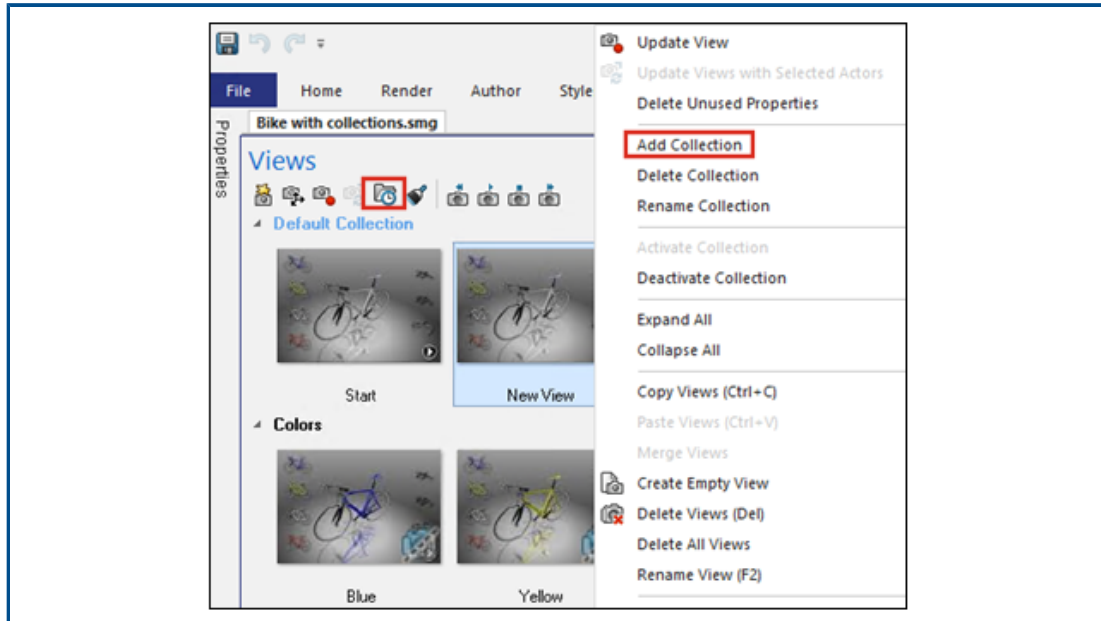 File Home Render Author Style
Properties
Bike with collections.smg
Views
Default Collection
Start New View
Colors
Blue Yellow
Update View
Update Views with Selected Actors
Delete Unused Properties
Add Collection
Delete Collection
Rename Collection
Activate Collection
Deactivate Collection
Expand All
Collapse All
Copy Views (Ctrl+C)
Paste Views (Ctrl+V)
Merge Views
Create Empty View
Delete Views (Del)
Delete All Views
Rename View (F2)